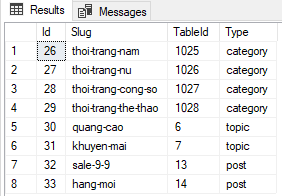 Results Messages
Id Slug TableId Type
1 26 thoi-trang-nam 1025 category
2 27 thoi-trang-nu 1026 category
3 28 thoi-trang-cong-so 1027 category
4 29 thoi-trang-the-thao 1028 category
5 30 quang-cao 6 topic
6 31 khuyen-mai 7 topic
7 32 sale-9-9 13 post
8 33 hang-moi 14 post